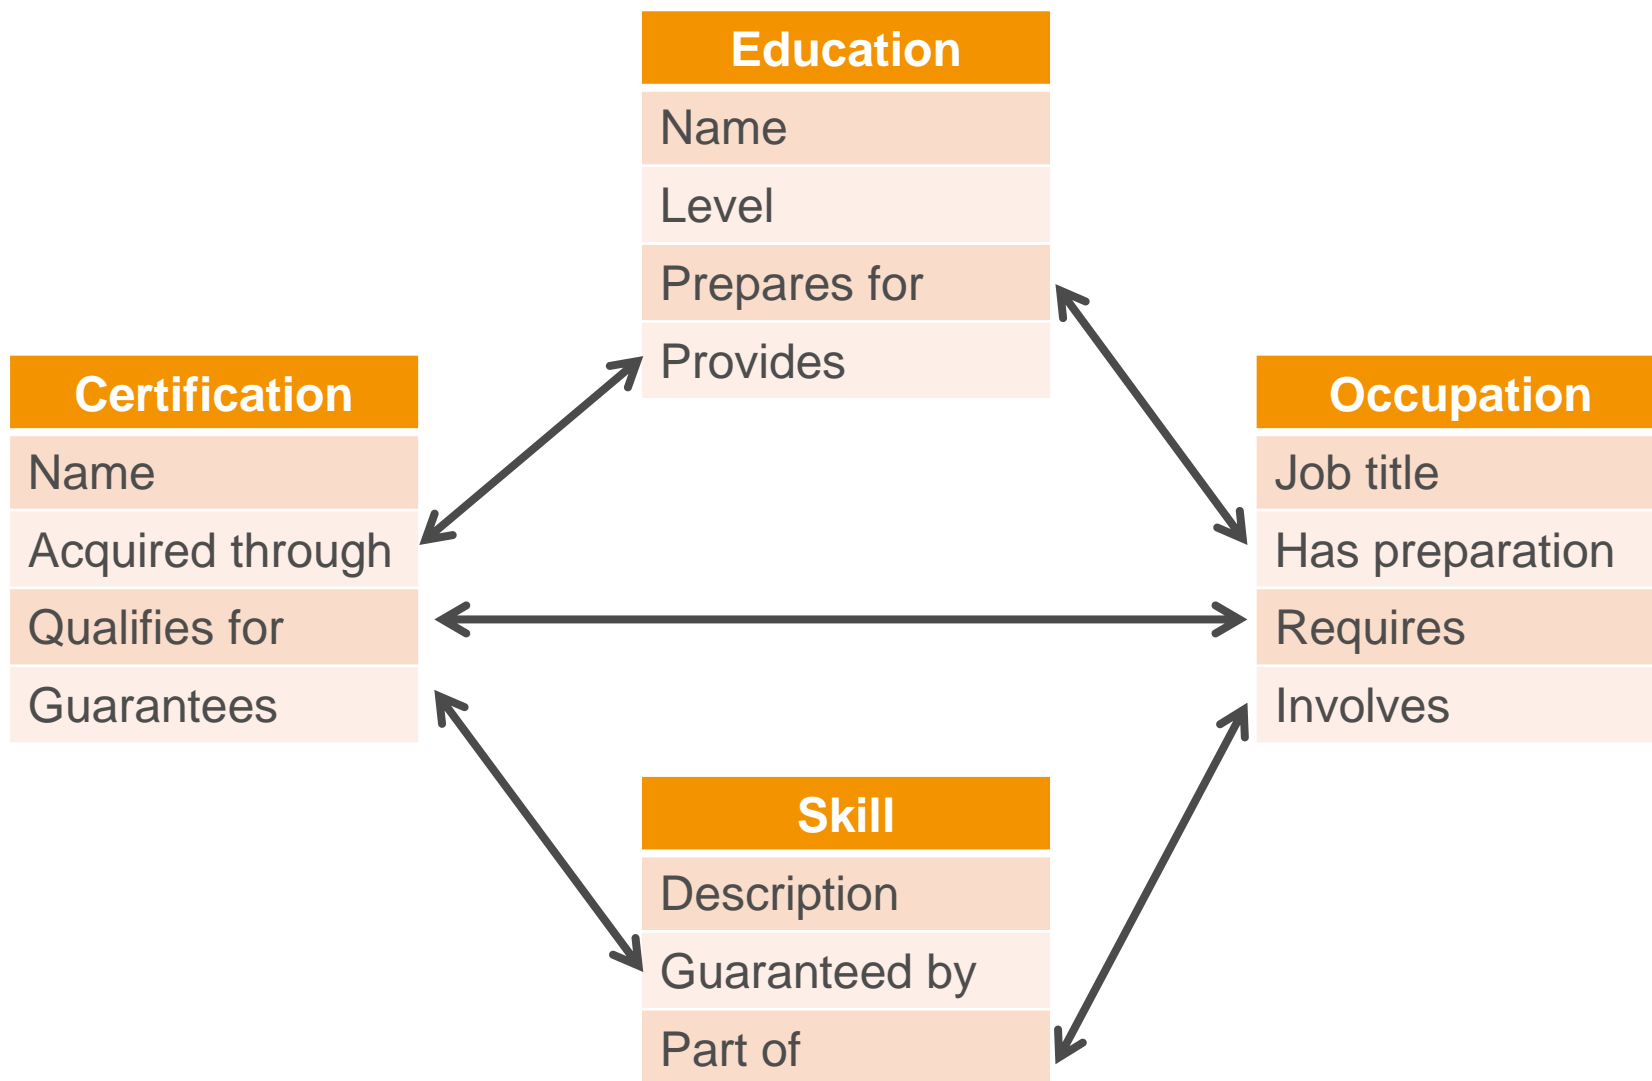 Education
Name
Level
Prepares for
Provides
Certification
Name
Acquired through
Qualifies for
Guarantees
Occupation
Job title
Has preparation
Requires
Involves
Skill
Description
Guaranteed by
Part of